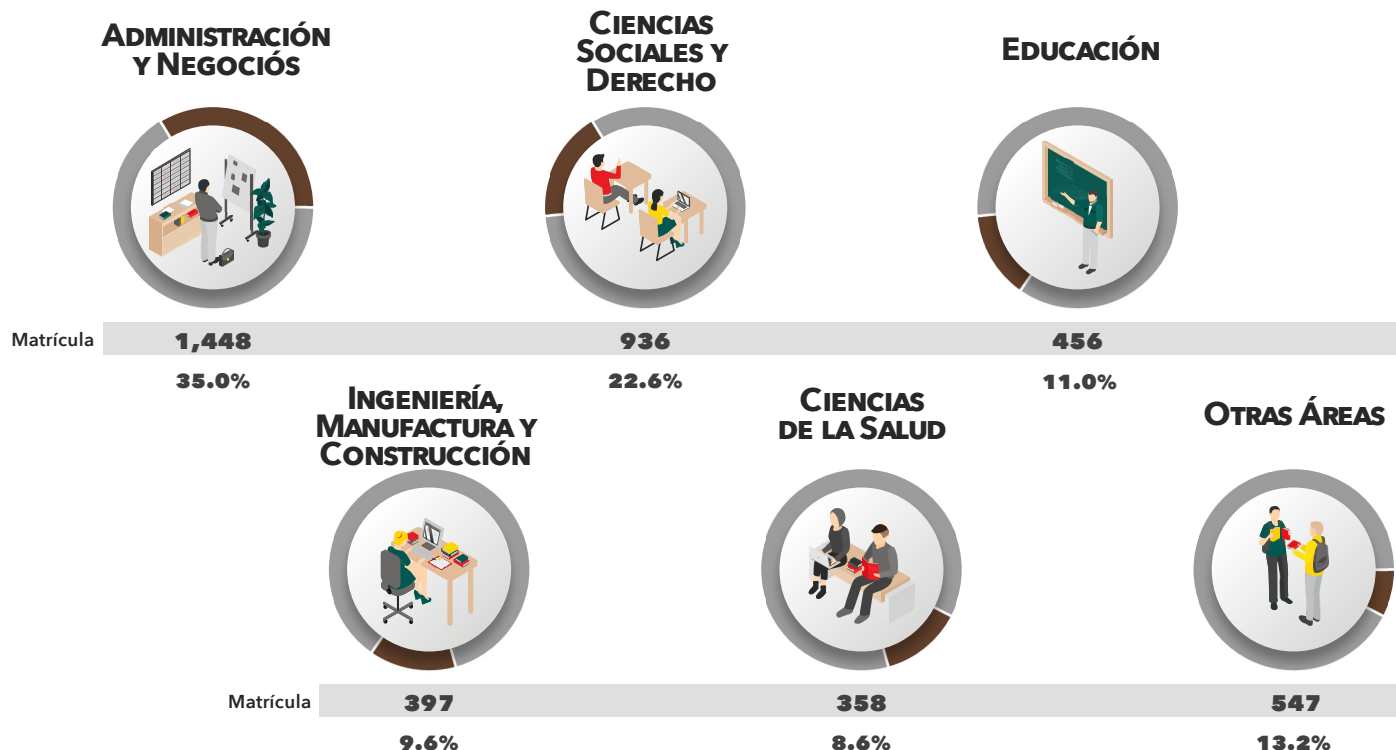 ADMINISTRACIÓN
Y NEGOCIÓS
CIENCIAS
SOCIALES Y
DERECHO
EDUCACIÓN
Matrícula 1,448 936 456
35.0% 22.6% 11.0%
INGENIERÍA,
MANUFACTURA Y
CONSTRUCCIÓN
CIENCIAS
DE LA SALUD
OTRAS ÁREAS
Matrícula 397 358 547
9.6% 8.6% 13.2%